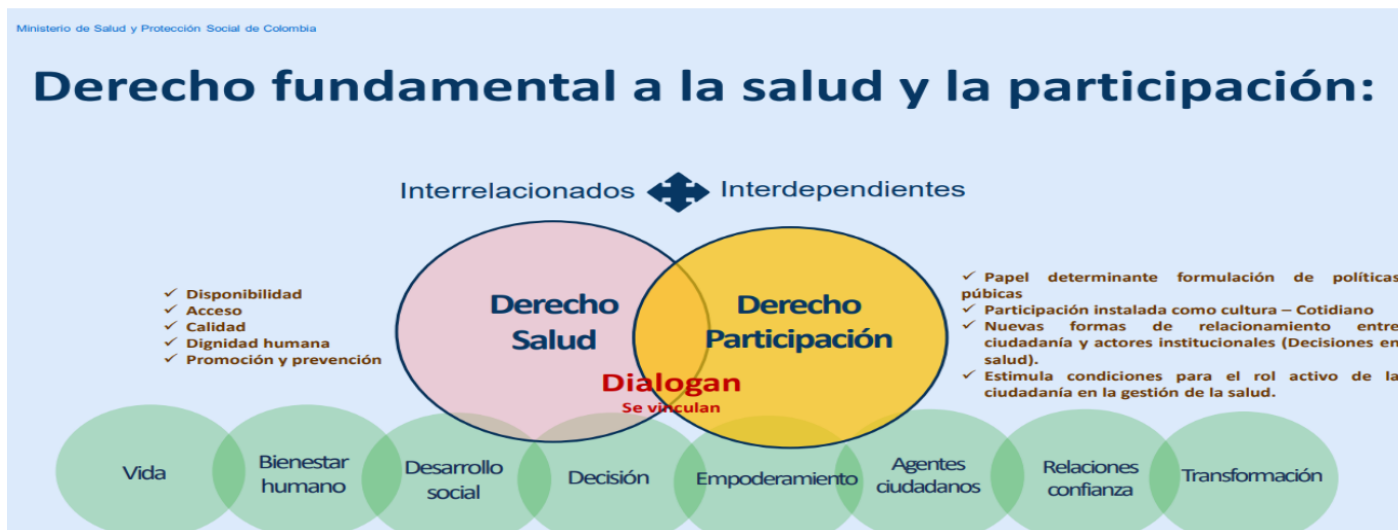 Ministerio de Salud y Protección Social de Colombia
Derecho fundamental a la salud y la participación:
Interrelacionados
Interdependientes
✓ Disponibilidad
✓ Acceso
✓ Calidad
✓ Dignidad humana
✓ Promoción y prevención
Derecho
Salud
Derecho
Participación
Dialogan
Se vinculan
✓ Papel determinante formulación de políticas
púbicas
✓ Participación instalada como cultura – Cotidiano
✓ Nuevas formas de relacionamiento entre
ciudadanía y actores institucionales (Decisiones en
salud).
✓ Estimula condiciones para el rol activo de la
ciudadanía en la gestión de la salud.
Vida
Bienestar
humano
Desarrollo
social
Decisión
Empoderamiento
Agentes
ciudadanos
Relaciones
confianza
Transformación